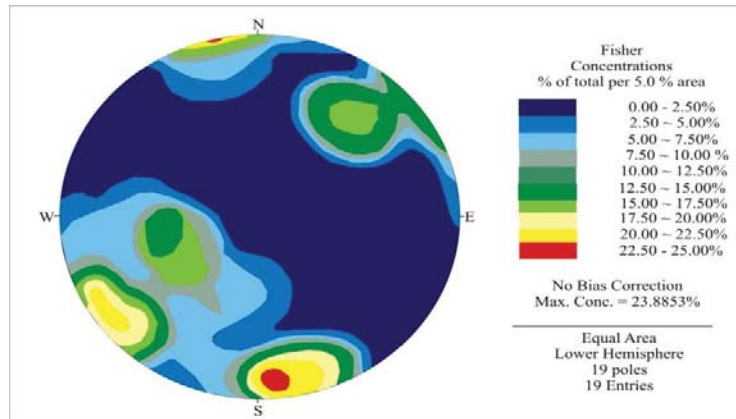 N
W
E
S
Fisher
Concentrations
% of total per 5.0 % area
0.00 - 2.50%
2.50 ~ 5.00%
5.00 ~ 7.50%
7.50 ~ 10.00 %
10.00 ~ 12.50%
12.50 ~ 15.00%
15.00 ~ 17.50%
17.50 ~ 20.00%
20.00 ~ 22.50%
22.50 - 25.00%
No Bias Correction
Max. Conc. = 23.8853%
Equal Area
Lower Hemisphere
19 poles
19 Entries